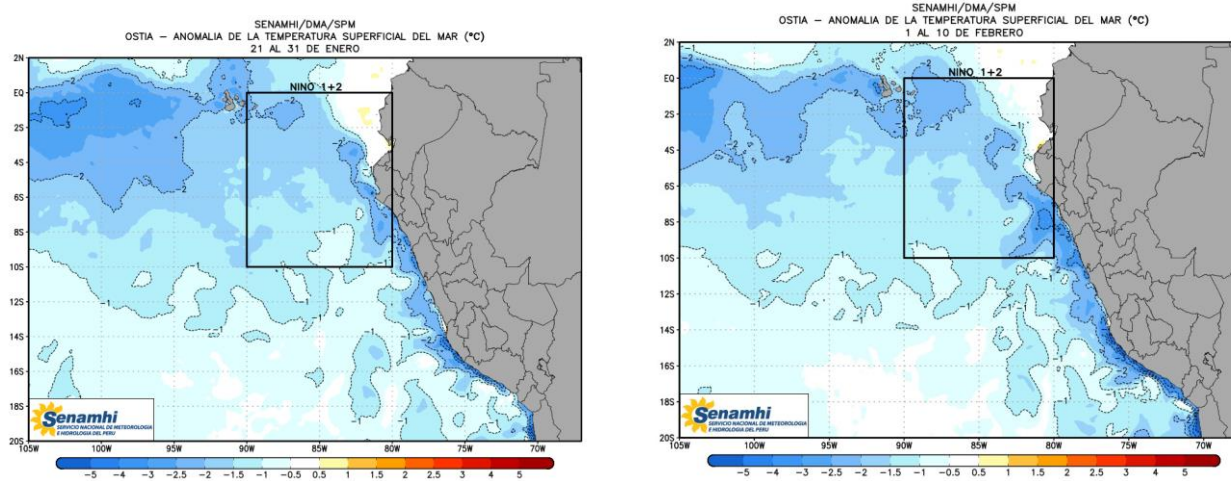 SENAMHI/DMA/SPM
OSTIA – ANOMALIA DE LA TEMPERATURA SUPERFICIAL DEL MAR (°C)
21 AL 31 DE ENERO
2N
EQ
2S
4S
6S
8S
10S
12S
14S
16S
18S
20S
NINO 1+2
Senamhi
SERVICIO NACIONAL DE METEOROLOGIA
E HIDROLOGIA DEL PERU
105W 100W 95W 90W 85W 80W 75W 70W
-5 -4 -3 -2.5 -2 -1.5 -1 -0.5 0.5 1 1.5 2 2.5 3 4 5
SENAMHI/DMA/SPM
OSTIA – ANOMALIA DE LA TEMPERATURA SUPERFICIAL DEL MAR (°C)
1 AL 10 DE FEBRERO
2N
EQ
2S
4S
6S
8S
10S
12S
14S
16S
18S
20S
NINO 1+2
Senamhi
SERVICIO NACIONAL DE METEOROLOGIA
E HIDROLOGIA DEL PERU
105W 100W 95W 90W 85W 80W 75W 70W
-5 -4 -3 -2.5 -2 -1.5 -1 -0.5 0.5 1 1.5 2 2.5 3 4 5